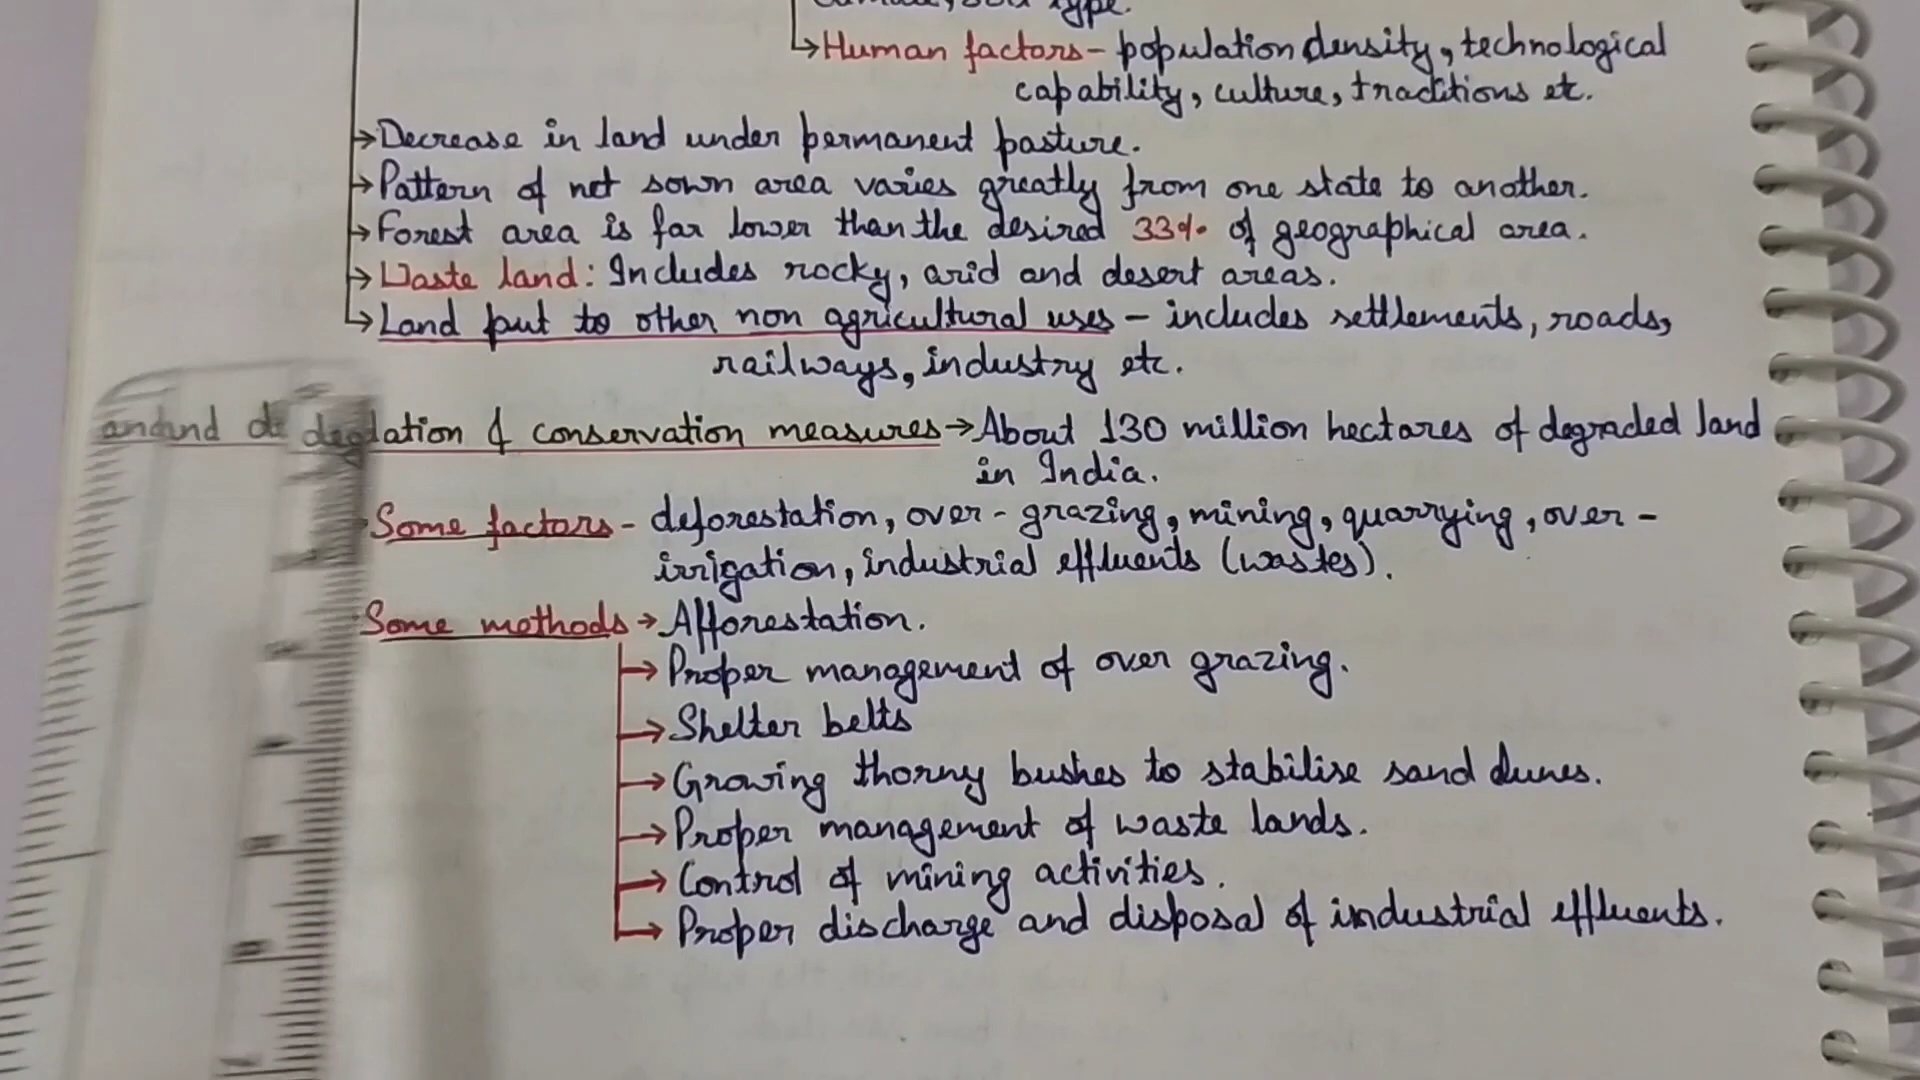 type.
→Human factors - population density, technological
capability, culture, traditions etc.
→Decrease in land under permanent pasture.
→Pattern of net sown area varies greatly from one state to another.
→Forest area is far lower than the desired 33% of geographical area.
→Waste land: Includes rocky, arid and desert areas.
→Land put to other non agricultural uses - includes settlements, roads,
railways, industry etc.
& conservation measures→About 130 million hectares of degraded land
in India.
Some factors - deforestation, over-grazing, mining, quarrying, over-
irrigation, industrial effluents (wastes).
Some methods → Afforestation.
→Proper management of over grazing.
→Shelter belts
→Growing thorny bushes to stabilise sand dunes.
→Proper management of waste lands.
→Control of mining activities.
→Proper discharge and disposal of industrial effluents.